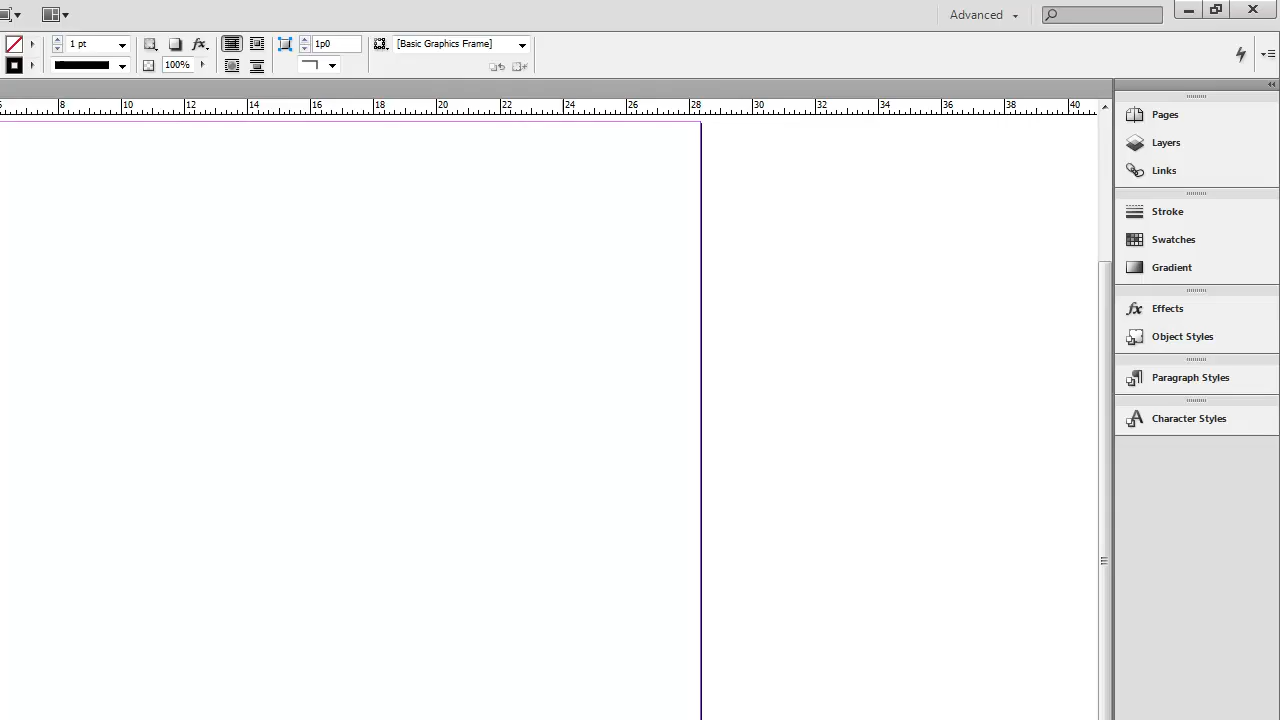 Advanced
1 pt
1p0
[Basic Graphics Frame]
100%
8 10 12 14 16 18 20 22 24 26 28 30 32 34 36 38 40
Pages
Layers
Links
Stroke
Swatches
Gradient
Effects
Object Styles
Paragraph Styles
Character Styles